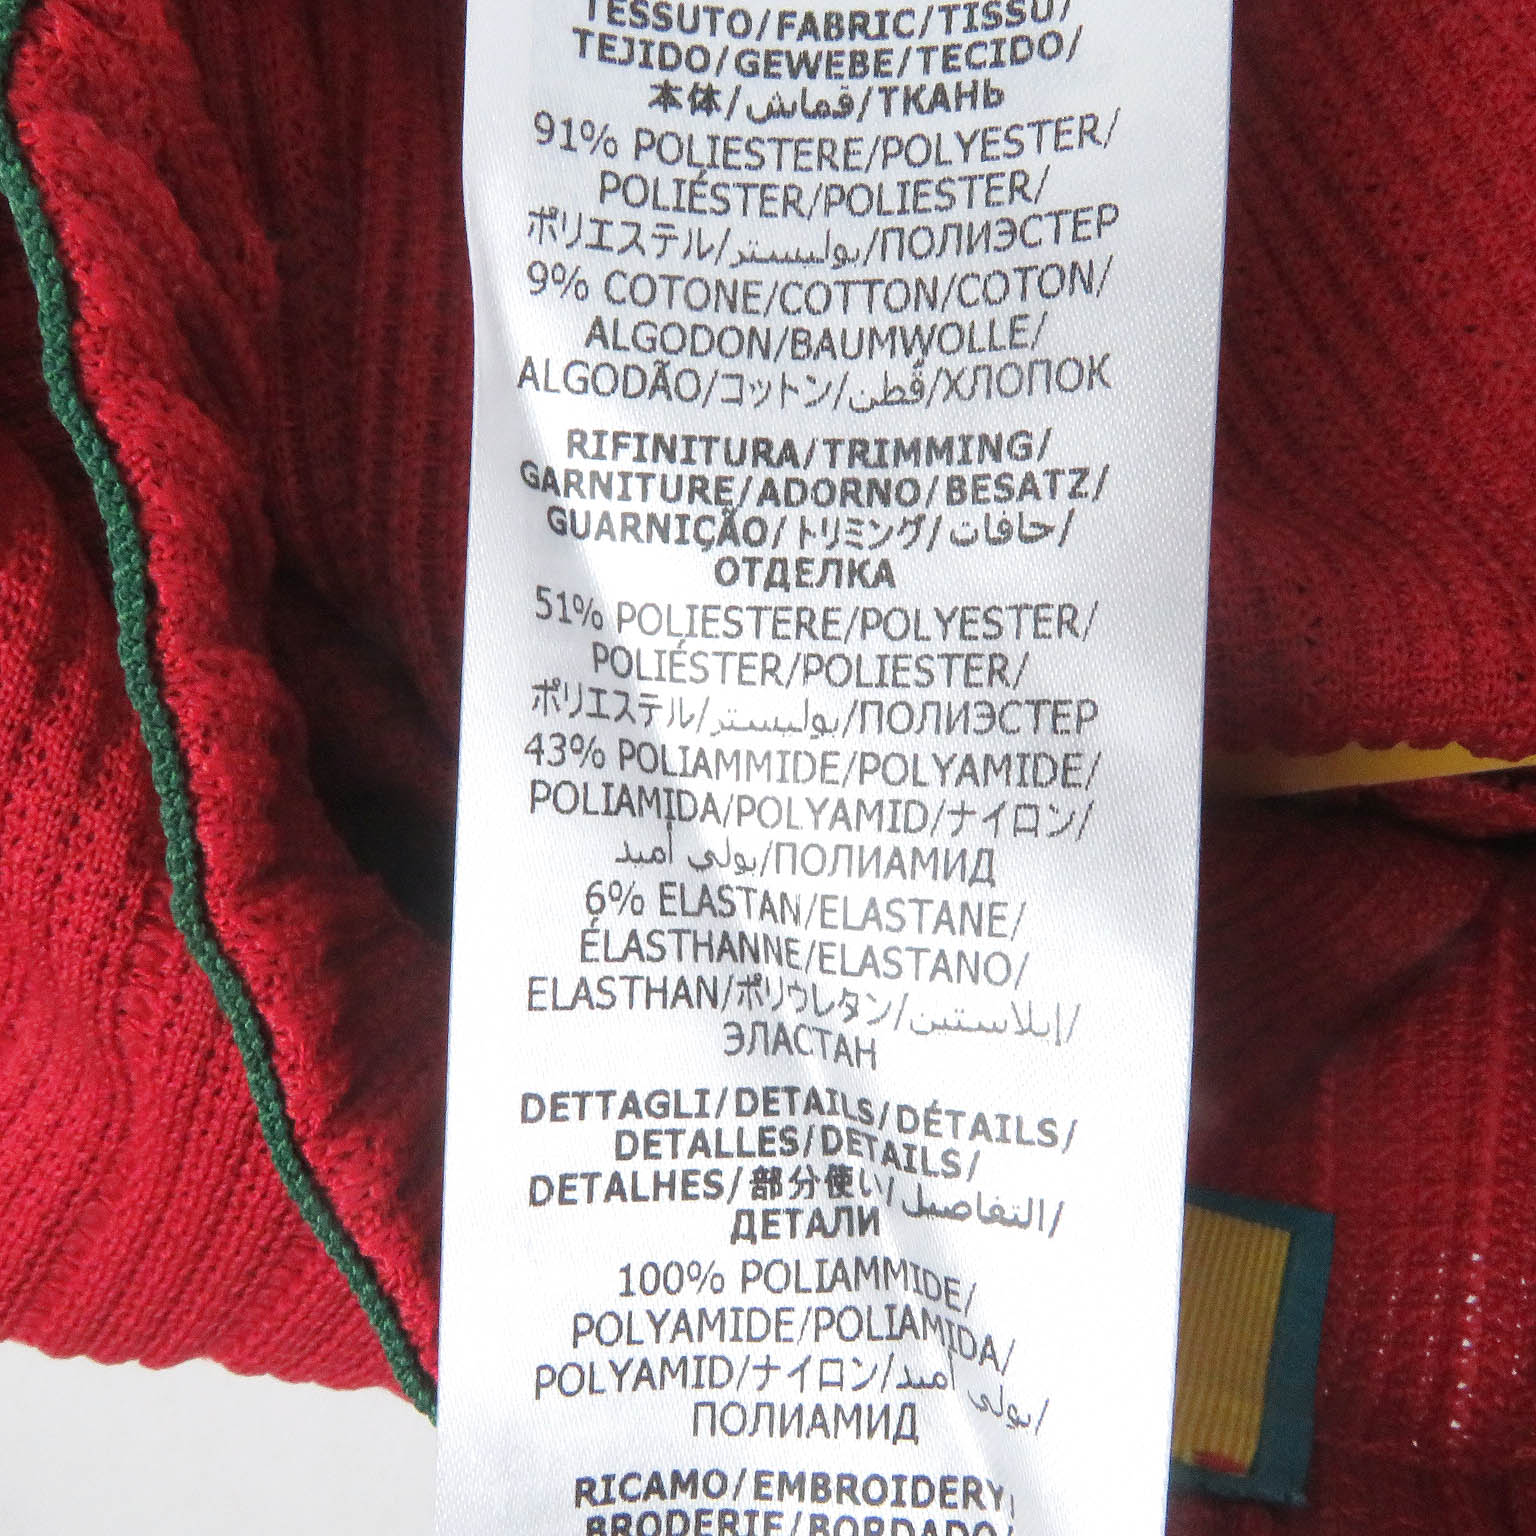 TESSUTO/FABRIC/TISSU/
TEJIDO/GEWEBE/TECIDO/
本体/قماش/ТКАНЬ
91% POLIESTERE/POLYESTER/
POLIÉSTER/POLIESTER/
ポリエステル/بوليستر/ПОЛИЭСТЕР
9% COTONE/COTTON/COTON/
ALGODON/BAUMWOLLE/
ALGODÃO/コットン/قطن/ХЛОПОК
RIFINITURA/TRIMMING/
GARNITURE/ADORNO/BESATZ/
GUARNIÇÃO/トリミング/حافات/
ОТДЕЛКА
51% POLIESTERE/POLYESTER/
POLIÉSTER/POLIESTER/
ポリエステル/بوليستر/ПОЛИЭСТЕР
43% POLIAMMIDE/POLYAMIDE/
POLIAMIDA/POLYAMID/ナイロン/
بولي أميد/ПОЛИАМИД
6% ELASTAN/ELASTANE/
ÉLASTHANNE/ELASTANO/
ELASTHAN/ポリウレタン/إيلاستين/
ЭЛАСТАН
DETTAGLI/DETAILS/DÉTAILS/
DETALLES/DETAILS/
DETALHES/部分使い/التفاصيل/
ДЕТАЛИ
100% POLIAMMIDE/
POLYAMIDE/POLIAMIDA/
POLYAMID/ナイロン/بولي أميد/
ПОЛИАМИД
RICAMO/EMBROIDERY/
BRODERIE/BORDADO/